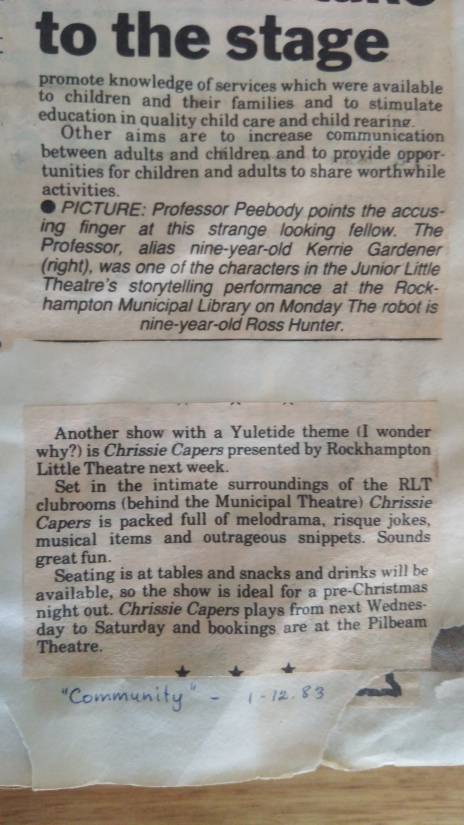 to the stage
promote knowledge of services which were available
to children and their families and to stimulate
education in quality child care and child rearing.
Other aims are to increase communication
between adults and children and to provide oppor-
tunities for children and adults to share worthwhile
activities.
● PICTURE: Professor Peebody points the accus-
ing finger at this strange looking fellow. The
Professor, alias nine-year-old Kerrie Gardener
(right), was one of the characters in the Junior Little
Theatre's storytelling performance at the Rock-
hampton Municipal Library on Monday The robot is
nine-year-old Ross Hunter.
Another show with a Yuletide theme (I wonder
why?) is Chrissie Capers presented by Rockhampton
Little Theatre next week.
Set in the intimate surroundings of the RLT
clubrooms (behind the Municipal Theatre) Chrissie
Capers is packed full of melodrama, risque jokes,
musical items and outrageous snippets. Sounds
great fun.
Seating is at tables and snacks and drinks will be
available, so the show is ideal for a pre-Christmas
night out. Chrissie Capers plays from next Wednes-
day to Saturday and bookings are at the Pilbeam
Theatre.
"Community" - 1-12.83